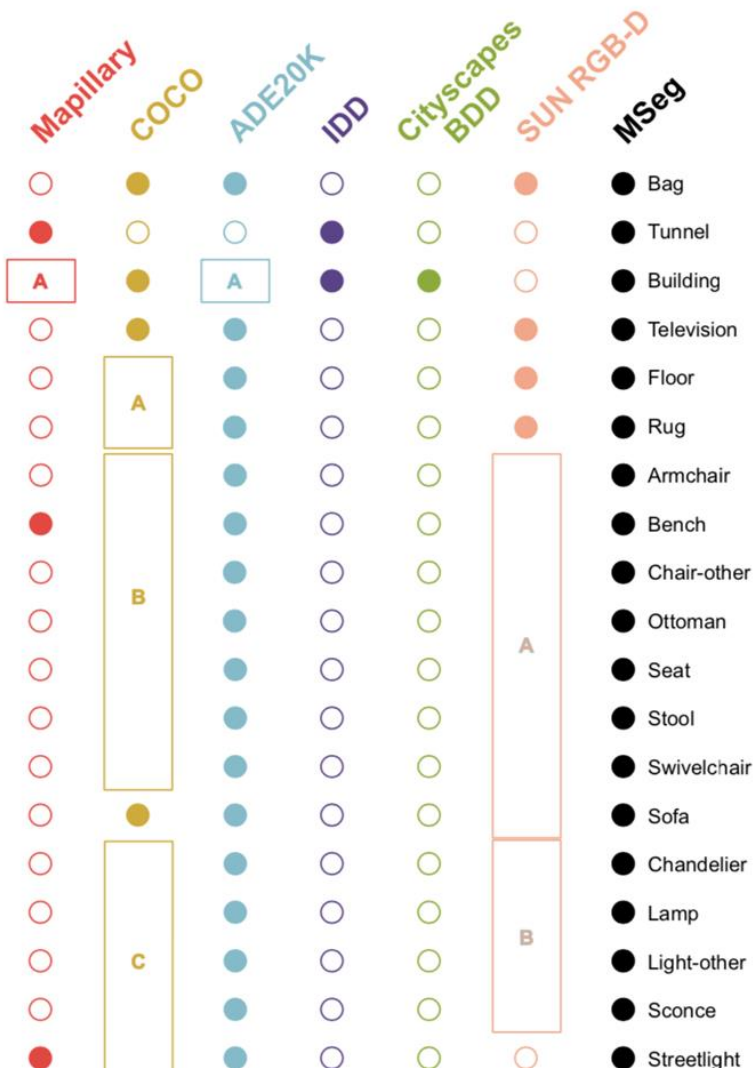 Mapillary
COCO
ADE20K
IDD
Cityscapes
BDD
SUN RGB-D
MSeg
Bag
Tunnel
A A Building
Television
Floor
A
Rug
Armchair
Bench
Chair-other
B
Ottoman
A
Seat
Stool
Swivelchair
Sofa
Chandelier
Lamp
B
C Light-other
Sconce
Streetlight